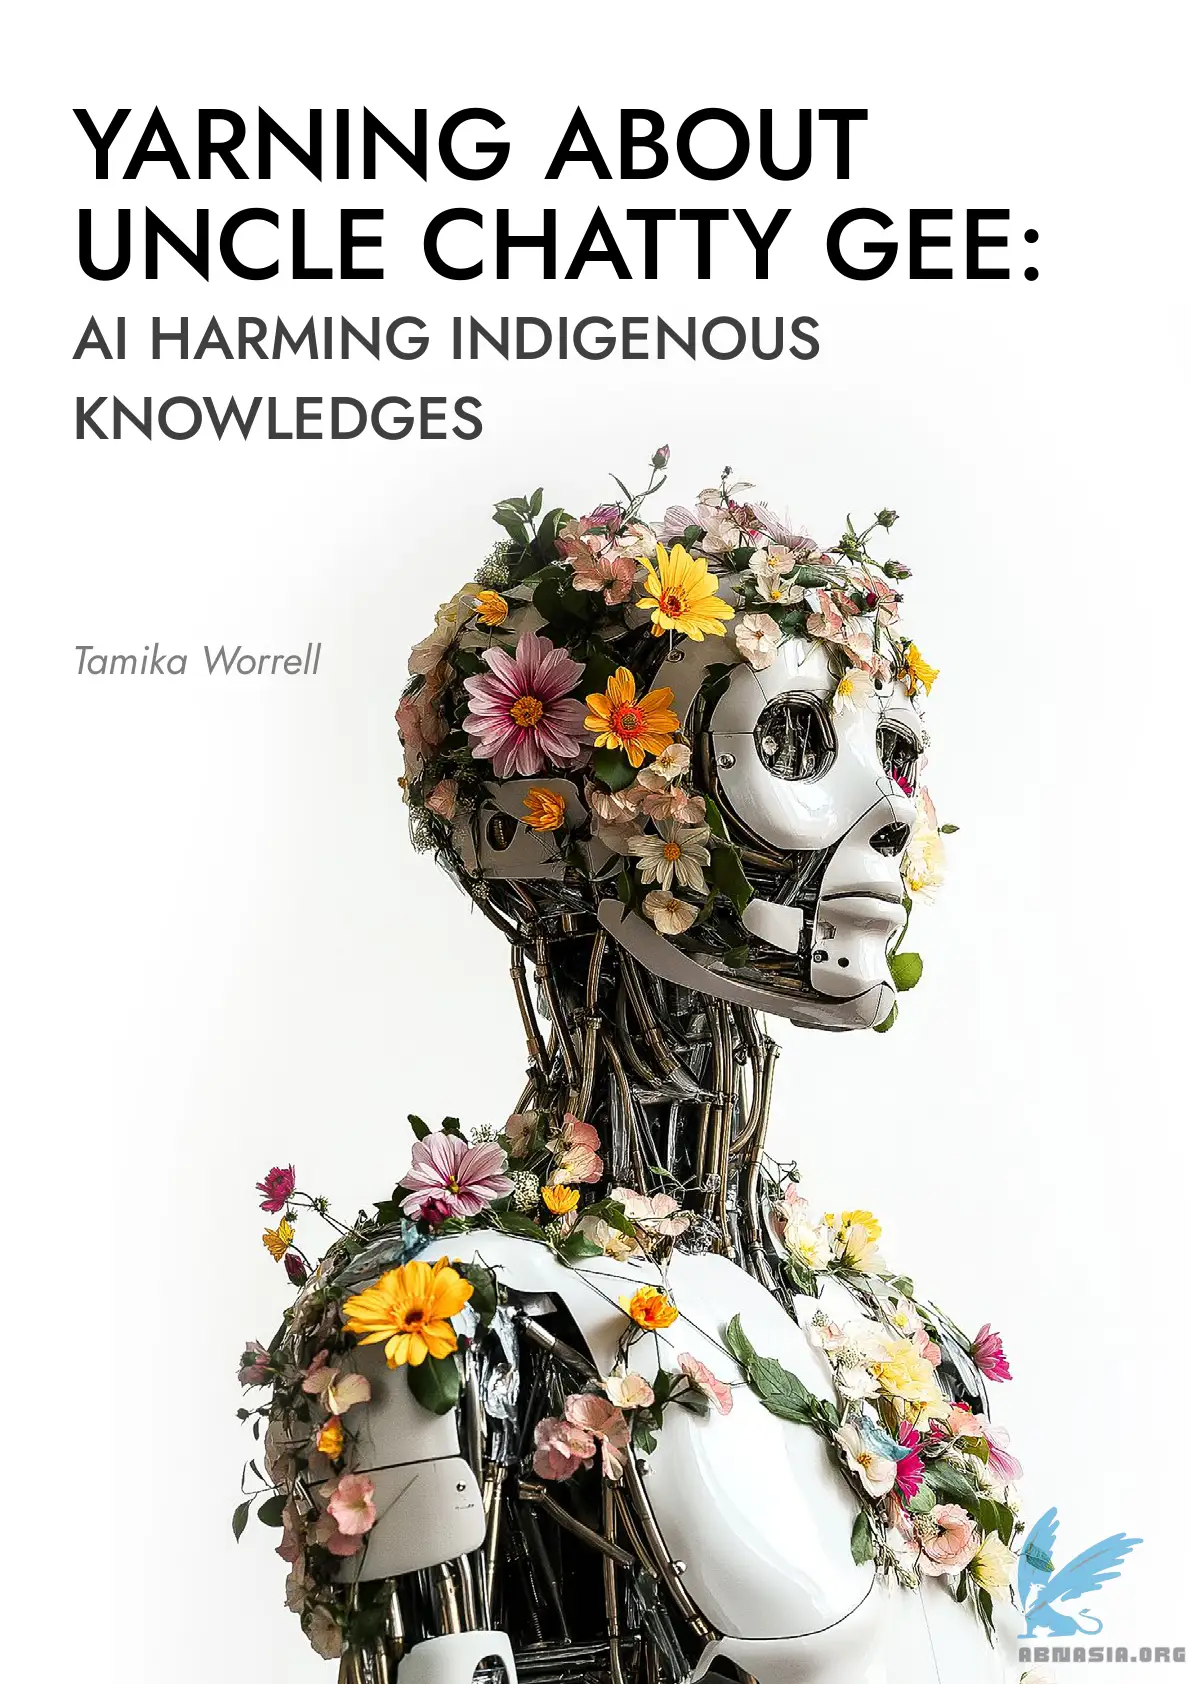 YARNING ABOUT
UNCLE CHATTY GEE:
AI HARMING INDIGENOUS
KNOWLEDGES
Tamika Worrell
ABNASIA.ORG